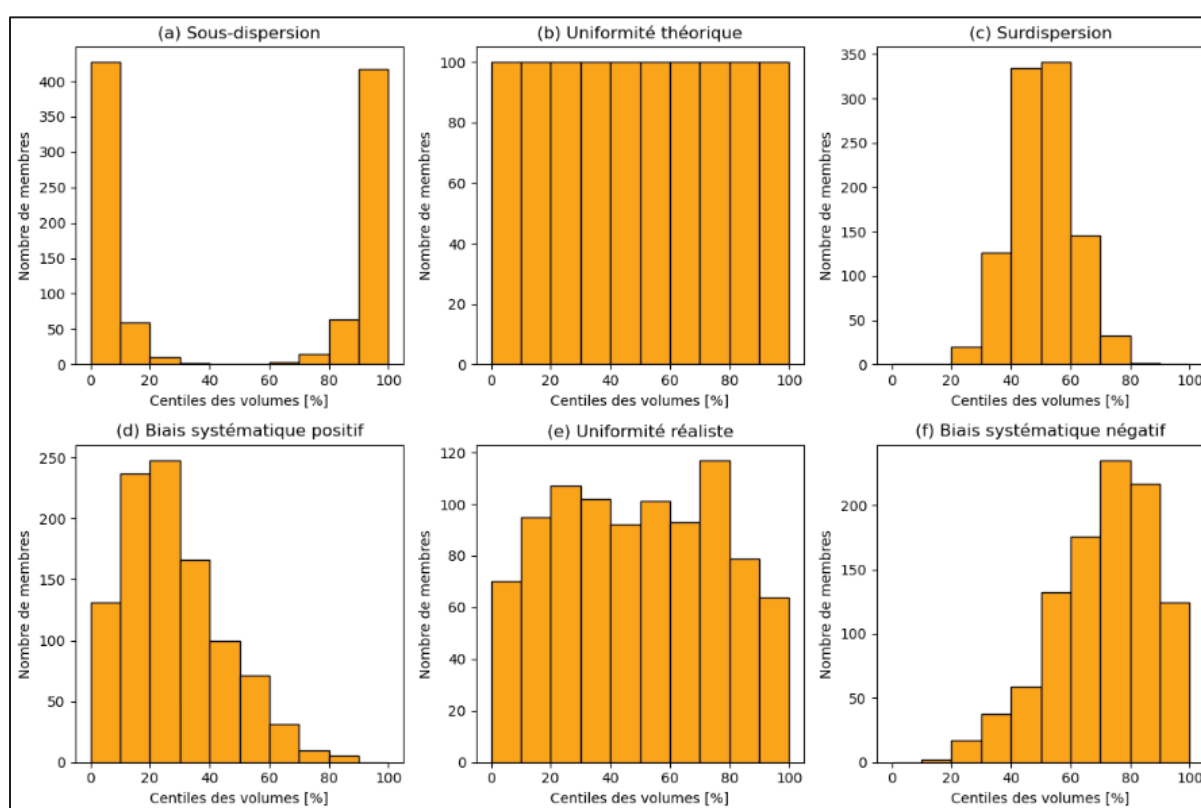 (a) Sous-dispersion
(b) Uniformité théorique
(c) Surdispersion
Nombre de membres
400
350
300
250
200
150
100
50
0
0 20 40 60 80 100
Centiles des volumes [%]
Nombre de membres
100
80
60
40
20
0
0 20 40 60 80 100
Centiles des volumes [%]
Nombre de membres
350
300
250
200
150
100
50
0
0 20 40 60 80 100
Centiles des volumes [%]
(d) Biais systématique positif
(e) Uniformité réaliste
(f) Biais systématique négatif
Nombre de membres
250
200
150
100
50
0
0 20 40 60 80 100
Centiles des volumes [%]
Nombre de membres
120
100
80
60
40
20
0
0 20 40 60 80 100
Centiles des volumes [%]
Nombre de membres
200
150
100
50
0
0 20 40 60 80 100
Centiles des volumes [%]